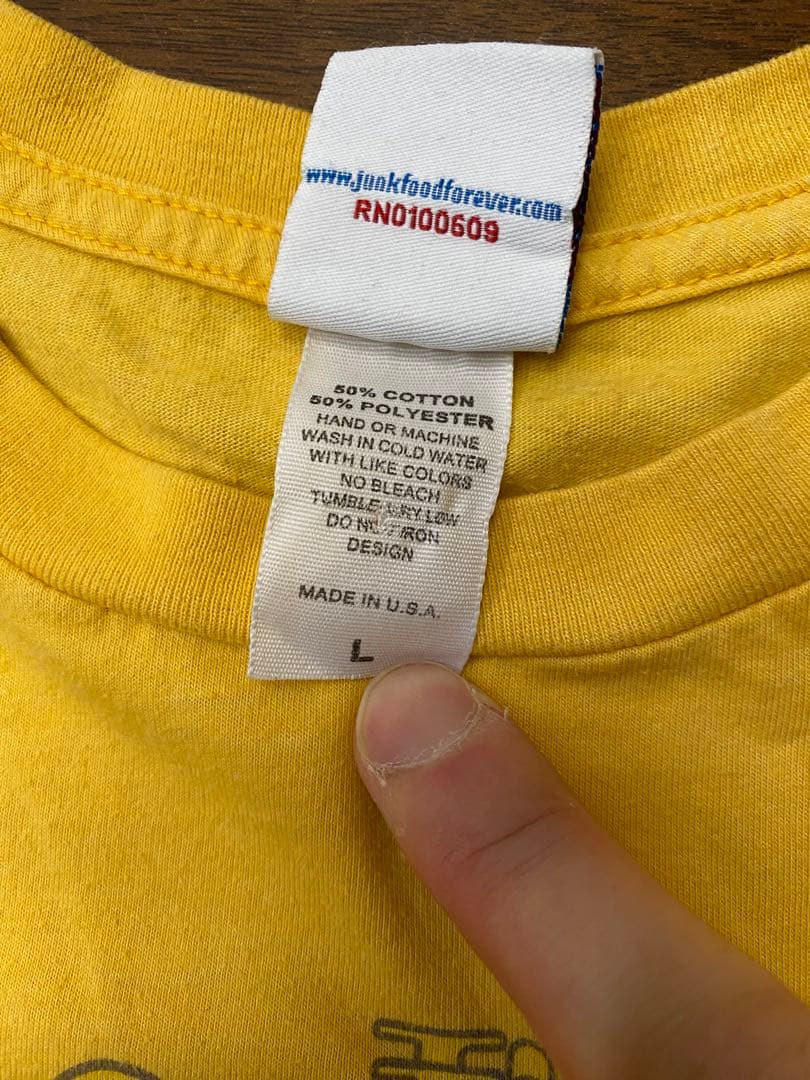 www.junkfoodforever.com
RN0100609
50% COTTON
50% POLYESTER
HAND OR MACHINE
WASH IN COLD WATER
WITH LIKE COLORS
NO BLEACH
TUMBLE DRY LOW
DO NOT IRON
DESIGN
MADE IN U.S.A.
L